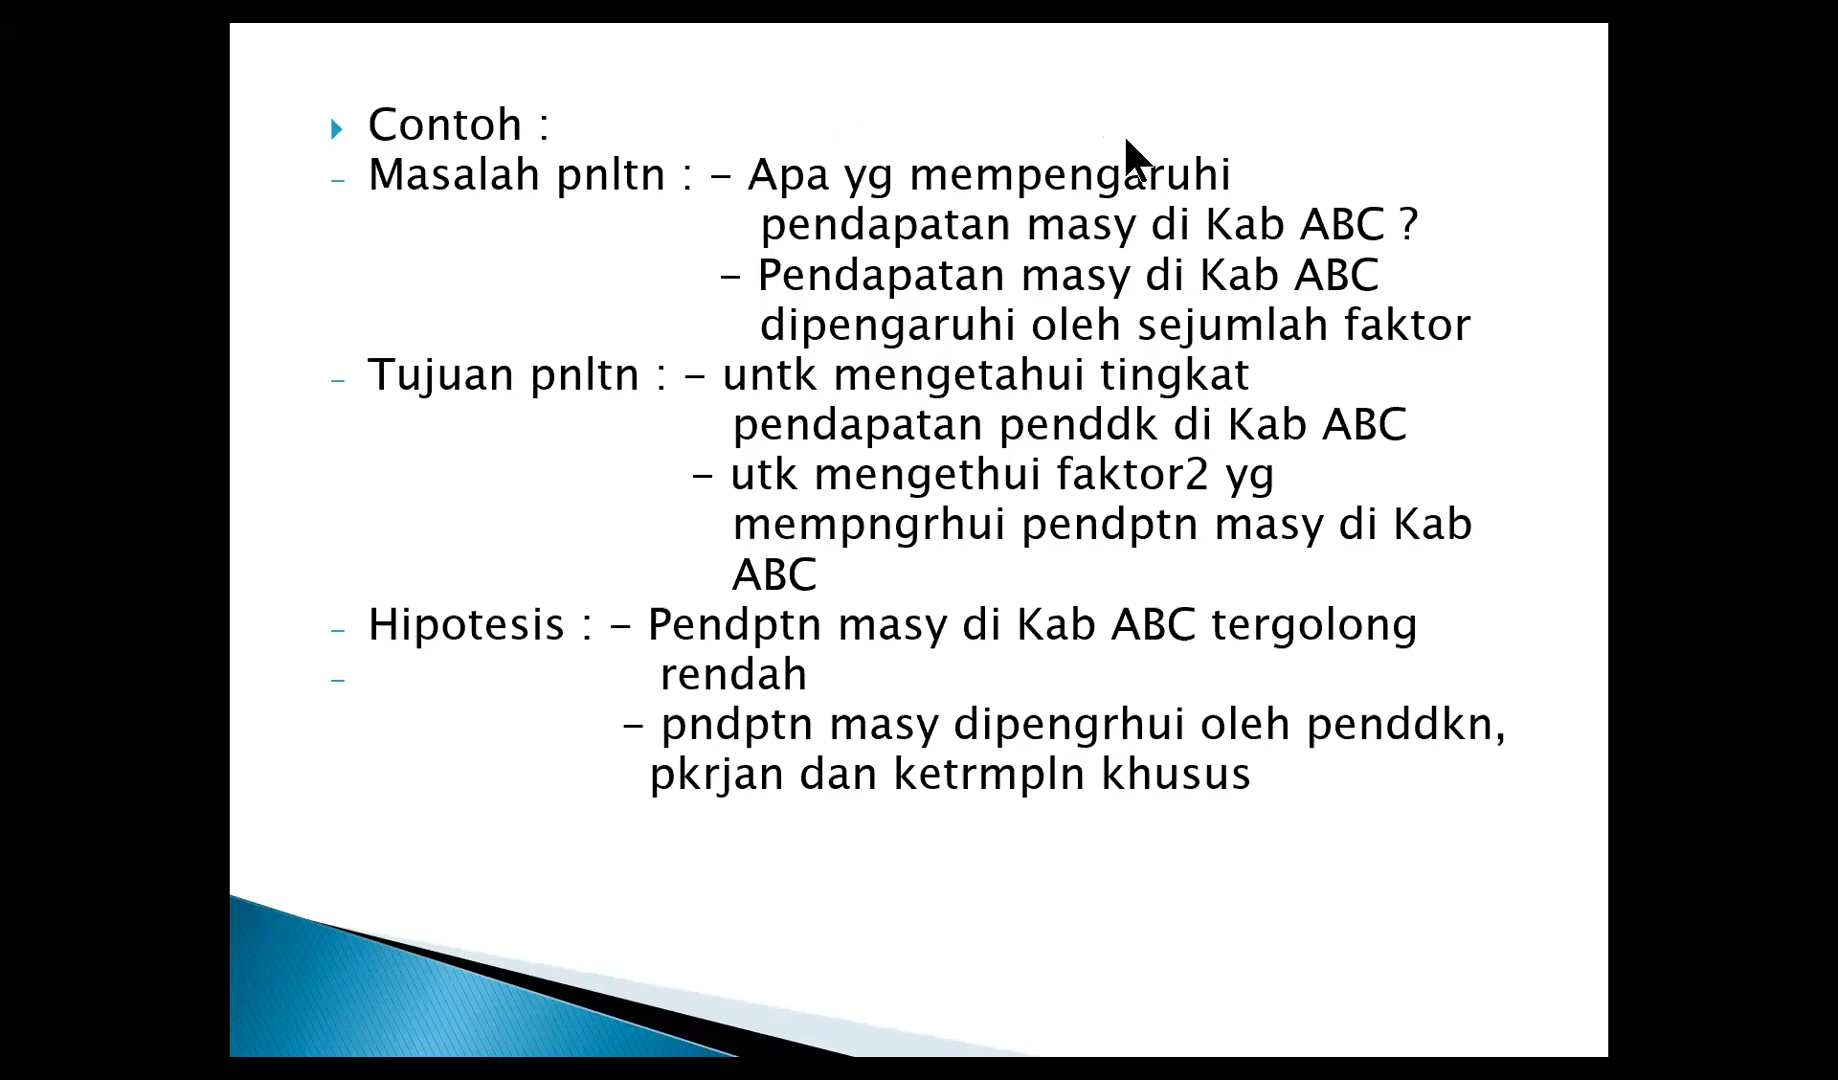 Contoh :
- Masalah pnltn : - Apa yg mempengaruhi
pendapatan masy di Kab ABC ?
- Pendapatan masy di Kab ABC
dipengaruhi oleh sejumlah faktor
- Tujuan pnltn : - untk mengetahui tingkat
pendapatan penddk di Kab ABC
- utk mengethui faktor2 yg
mempngrhui pendptn masy di Kab
ABC
- Hipotesis : - Pendptn masy di Kab ABC tergolong
- rendah
- pndptn masy dipengrhui oleh penddkn,
pkrjan dan ketrmpln khusus